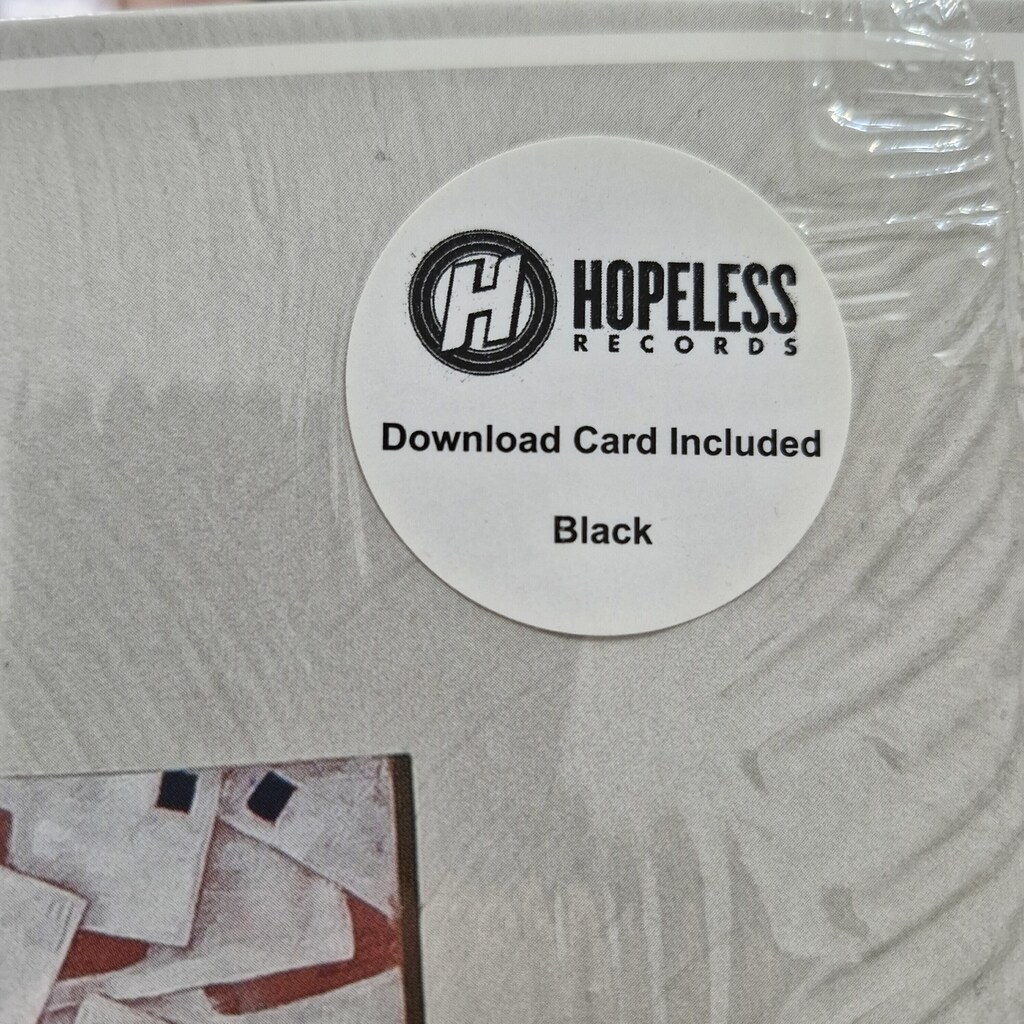 H HOPELESS
RECORDS
Download Card Included
Black